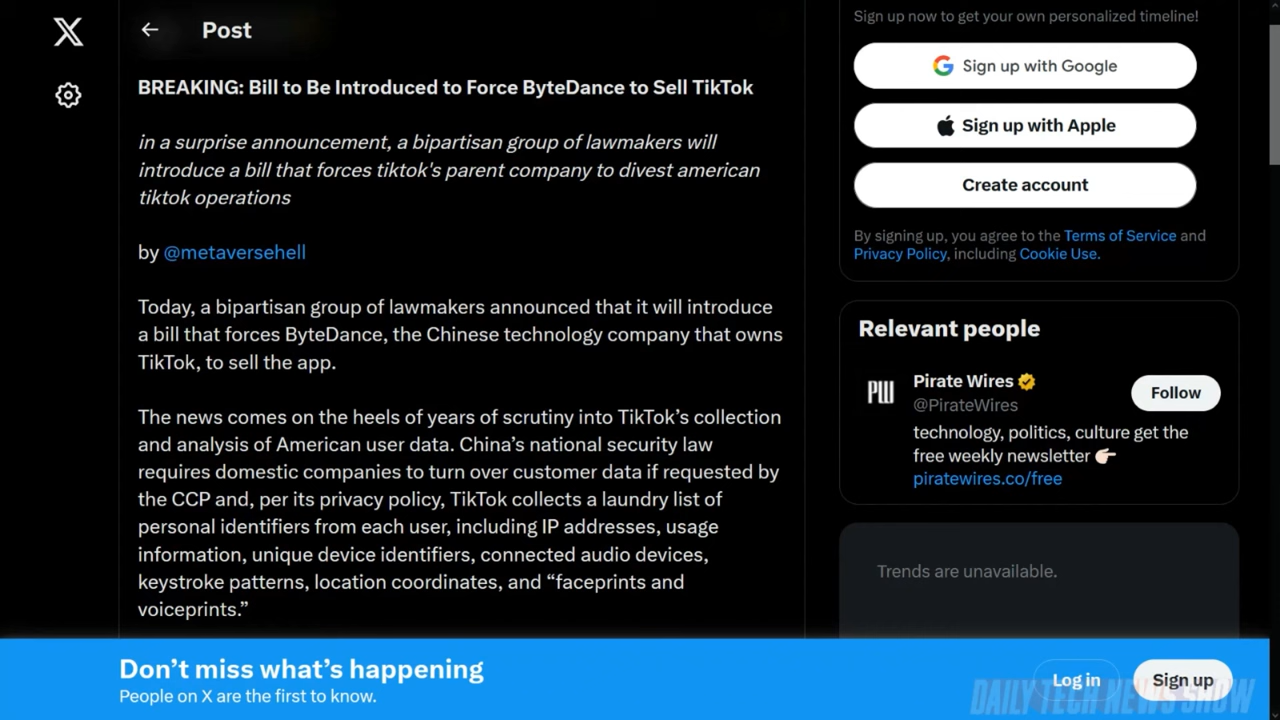 Post
BREAKING: Bill to Be Introduced to Force ByteDance to Sell TikTok
in a surprise announcement, a bipartisan group of lawmakers will
introduce a bill that forces tiktok's parent company to divest american
tiktok operations
by @metaversehell
Today, a bipartisan group of lawmakers announced that it will introduce
a bill that forces ByteDance, the Chinese technology company that owns
TikTok, to sell the app.
The news comes on the heels of years of scrutiny into TikTok’s collection
and analysis of American user data. China’s national security law
requires domestic companies to turn over customer data if requested by
the CCP and, per its privacy policy, TikTok collects a laundry list of
personal identifiers from each user, including IP addresses, usage
information, unique device identifiers, connected audio devices,
keystroke patterns, location coordinates, and “faceprints and
voiceprints.”
Sign up now to get your own personalized timeline!
Sign up with Google
Sign up with Apple
Create account
By signing up, you agree to the Terms of Service and
Privacy Policy, including Cookie Use.
Relevant people
PW
Pirate Wires
@PirateWires
Follow
technology, politics, culture get the
free weekly newsletter 👉🏻
piratewires.co/free
Trends are unavailable.
Don’t miss what’s happening
People on X are the first to know.
Log in
Sign up
DAILY TECH NEWS SHOW